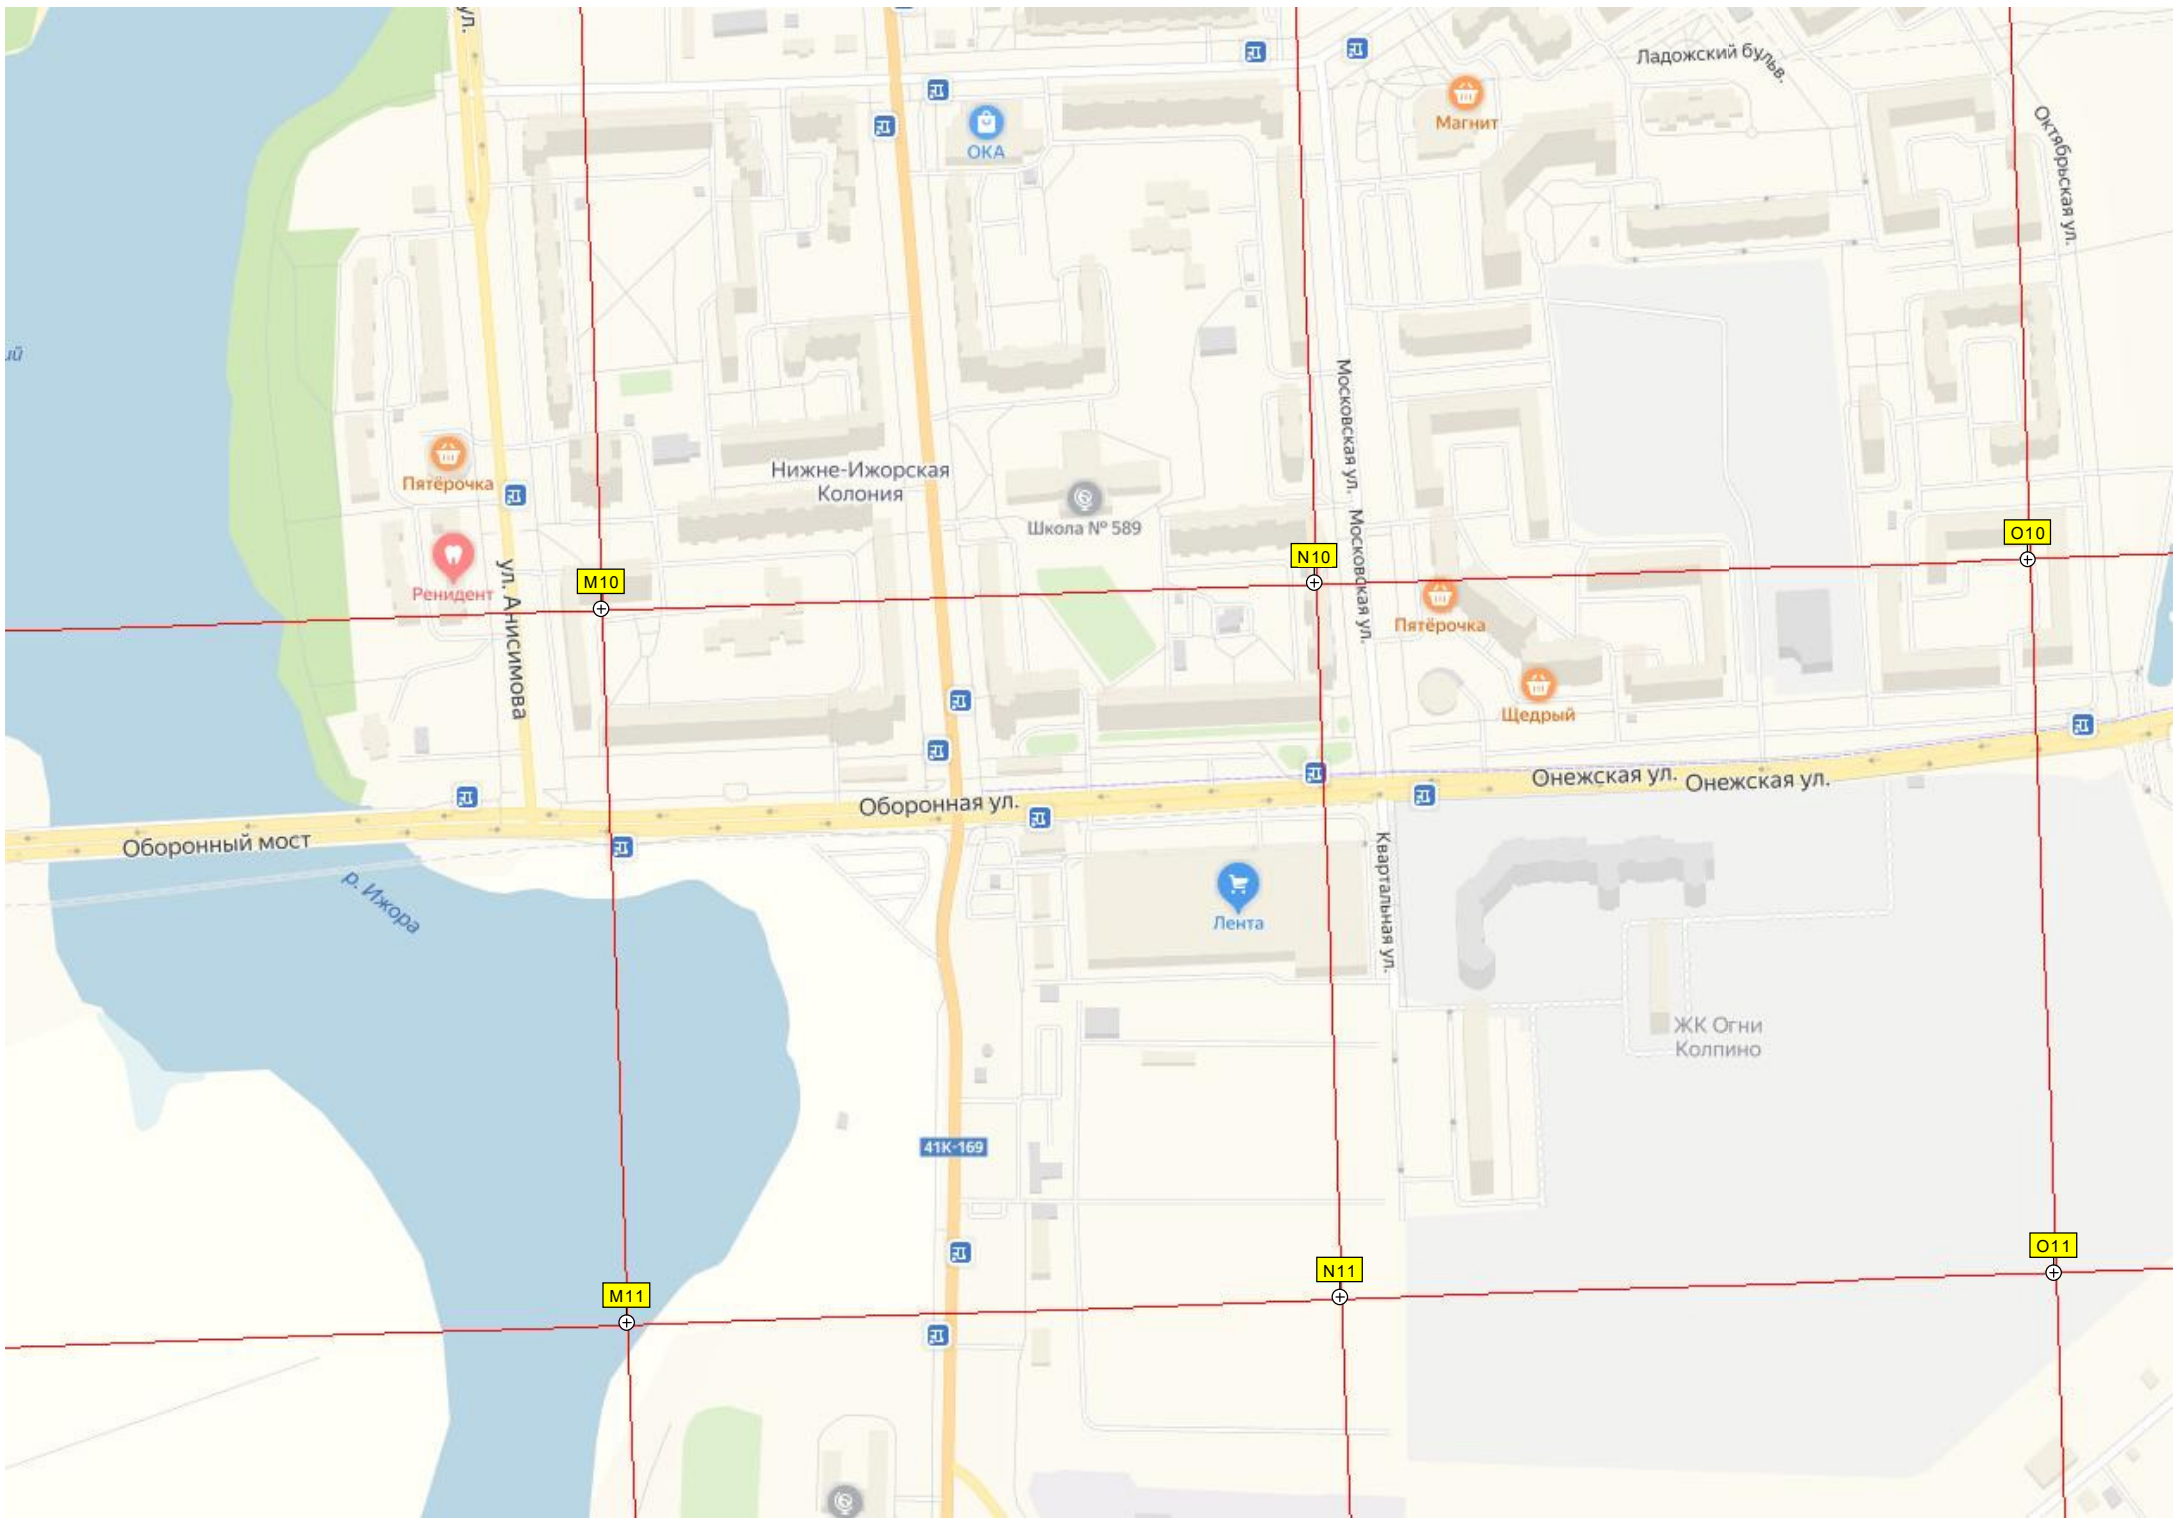 ул.
Ладожский бульв.
Магнит
ОКА
Октябрьская ул.
ий
Московская ул.
Пятёрочка
Нижне-Ижорская
Колония
Школа № 589
Московская ул.
O10
N10
M10
Ренидент
ул. Анисимова
Пятёрочка
Щедрый
Онежская ул.
Онежская ул.
Оборонная ул.
Оборонный мост
р. Ижора
Квартальная ул.
Лента
ЖК Огни
Колпино
41К-169
O11
N11
M11